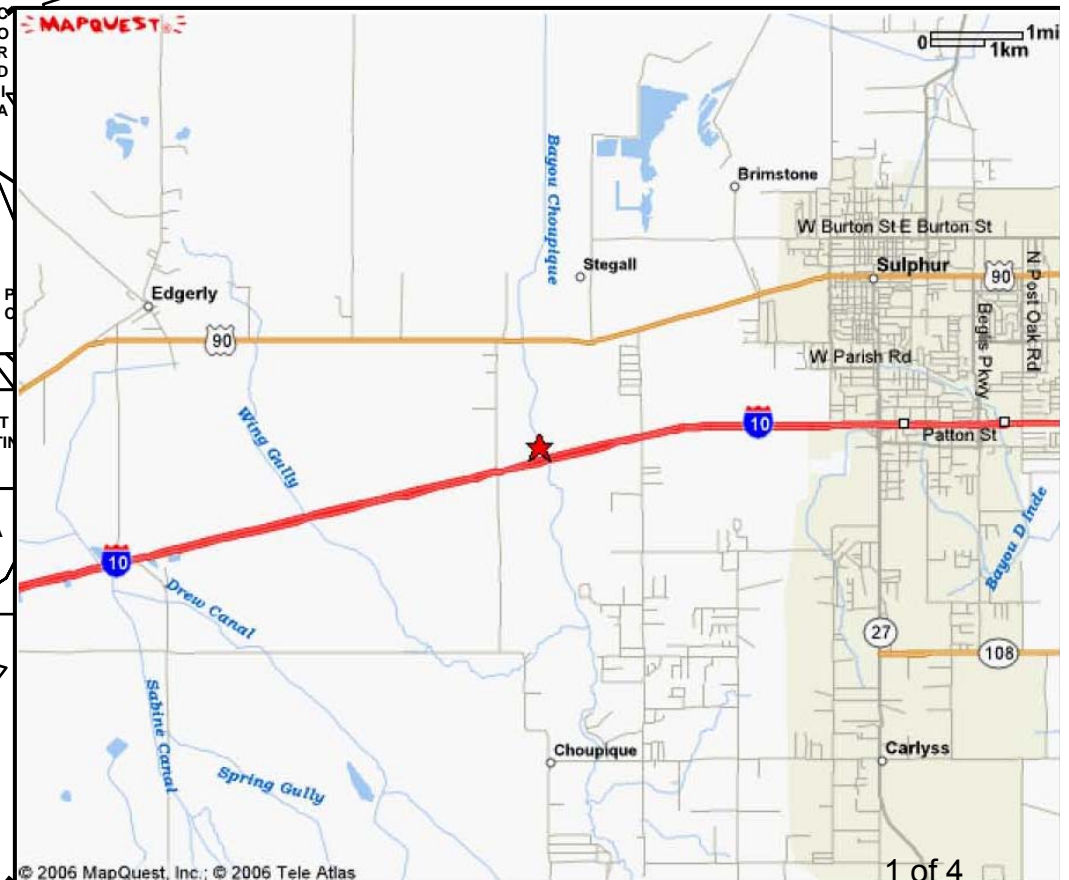 C
O
R
D
I
A
MAPQUEST
0 1mi
1km
Bayou Choupique
Brimstone
W Burton St E Burton St
Stegall
Sulphur
90
N Post Oak Rd
Edgerly
P
O
Beglis Pkwy
90
W Parish Rd
10
Patton St
T
TIN
Wing Gully
A
Bayou D Inde
10
Drew Canal
27
108
Sabine Canal
Choupique
Carlyss
Spring Gully
© 2006 MapQuest, Inc.; © 2006 Tele Atlas
1 of 4